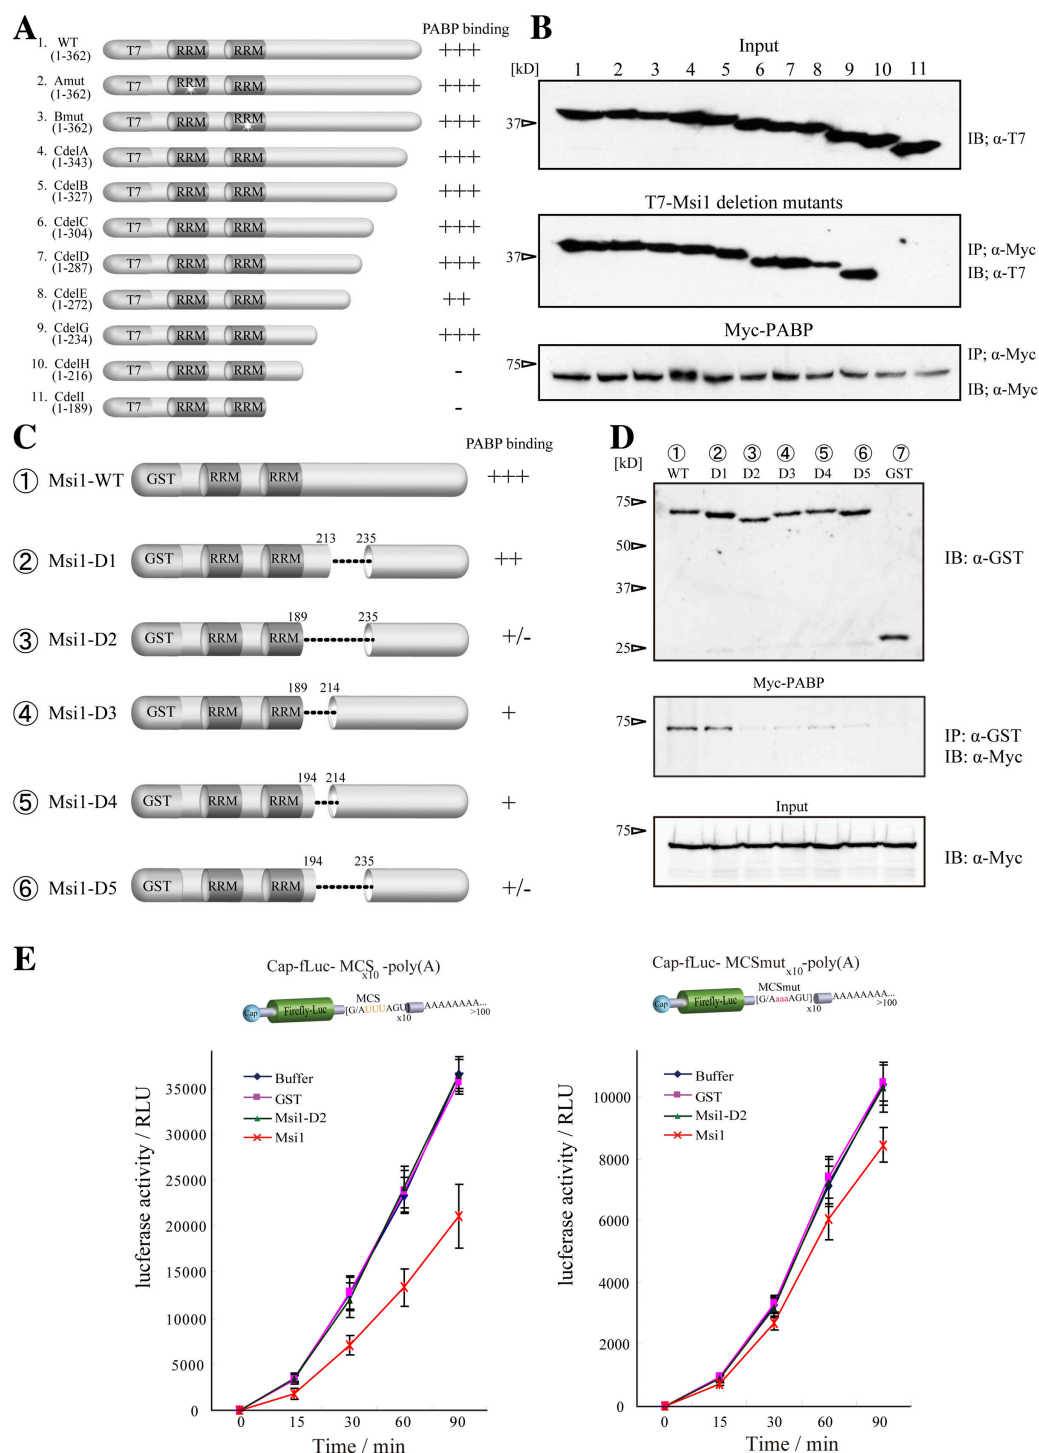 A
PABP binding
1. WT
(1-362)
T7 RRM RRM
+++
2. Amut
(1-362)
T7 RRM RRM
+++
3. Bmut
(1-362)
T7 RRM RRM
+++
4. CdelA
(1-343)
T7 RRM RRM
+++
5. CdelB
(1-327)
T7 RRM RRM
+++
6. CdelC
(1-304)
T7 RRM RRM
+++
7. CdelD
(1-287)
T7 RRM RRM
+++
8. CdelE
(1-272)
T7 RRM RRM
++
9. CdelG
(1-234)
T7 RRM RRM
+++
10. CdelH
(1-216)
T7 RRM RRM
-
11. CdelI
(1-189)
T7 RRM RRM
-
B
Input
[kD] 1 2 3 4 5 6 7 8 9 10 11
37
IB; α-T7
T7-Msi1 deletion mutants
37
IP; α-Myc
IB; α-T7
Myc-PABP
75
IP; α-Myc
IB; α-Myc
C
PABP binding
① Msi1-WT GST RRM RRM +++
213 235
② Msi1-D1 GST RRM RRM ++
189 235
③ Msi1-D2 GST RRM RRM +/-
189 214
④ Msi1-D3 GST RRM RRM +
194 214
⑤ Msi1-D4 GST RRM RRM +
194 235
⑥ Msi1-D5 GST RRM RRM +/-
D
① ② ③ ④ ⑤ ⑥ ⑦
[kD] WT D1 D2 D3 D4 D5 GST
75
50
37
25
IB: α-GST
Myc-PABP
75
IP: α-GST
IB: α-Myc
Input
75
IB: α-Myc
E
Cap-fLuc- MCSx10-poly(A)
MCS
Cap Firefly-Luc [G/AUUUAGU] AAAAAAAA...
x10 >100
35000
30000
25000
20000
15000
10000
5000
0
lucferase activity / RLU
Buffer
GST
Msi1-D2
Msi1
0 15 30 60 90
Time / min
Cap-fLuc- MCSmutx10-poly(A)
MCSmut
Cap Firefly-Luc [G/AaaaAGU] AAAAAAAA...
x10 >100
10000
8000
6000
4000
2000
0
lucferase activity / RLU
Buffer
GST
Msi1-D2
Msi1
0 15 30 60 90
Time / min